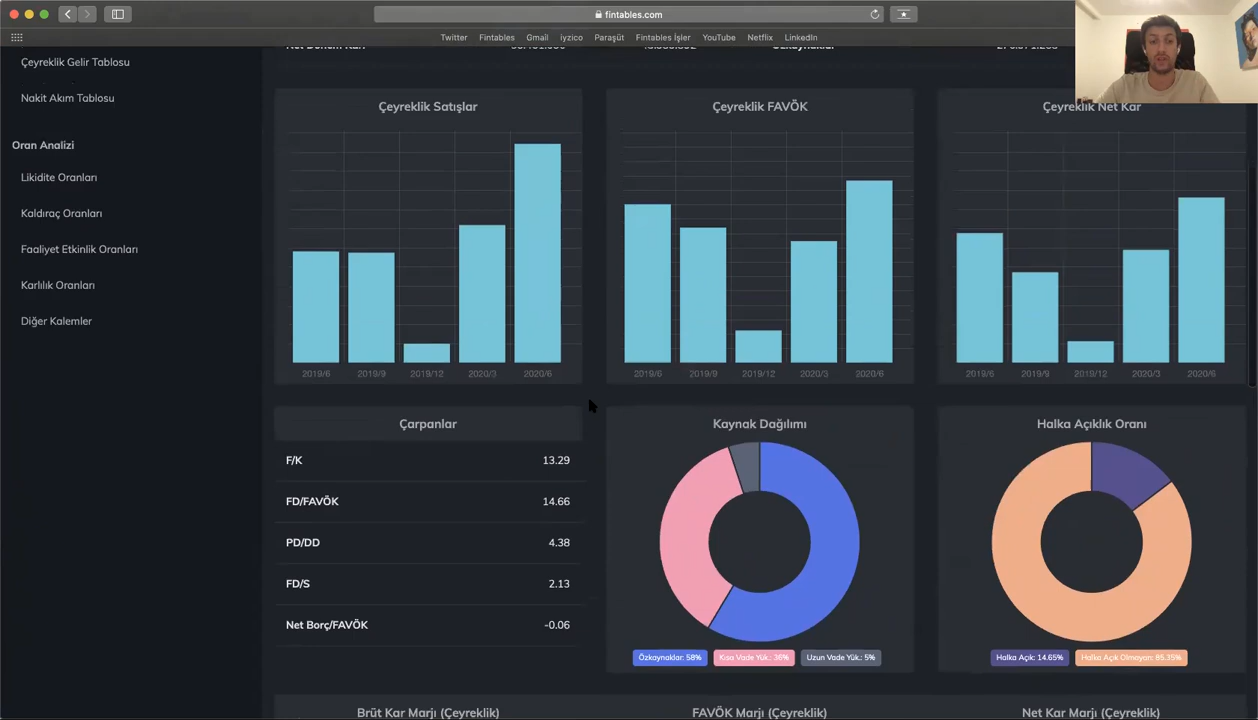 fintables.com
Twitter Fintables Gmail iyzico Paraşüt Fintables İşler YouTube Netflix LinkedIn
Çeyreklik Gelir Tablosu
Nakit Akım Tablosu
Oran Analizi
Likidite Oranları
Kaldıraç Oranları
Faaliyet Etkinlik Oranları
Karlılık Oranları
Diğer Kalemler
Çeyreklik Satışlar
2019/6 2019/9 2019/12 2020/3 2020/6
Çeyreklik FAVÖK
2019/6 2019/9 2019/12 2020/3 2020/6
Çeyreklik Net Kar
2019/6 2019/9 2019/12 2020/3 2020/6
Çarpanlar
F/K 13.29
FD/FAVÖK 14.66
PD/DD 4.38
FD/S 2.13
Net Borç/FAVÖK -0.06
Kaynak Dağılımı
Özkaynaklar: 58% Kısa Vade Yük.: 36% Uzun Vade Yük.: 5%
Halka Açıklık Oranı
Halka Açık: 14.65% Halka Açık Olmayan: 85.35%
Brüt Kar Marjı (Çeyreklik)
FAVÖK Marjı (Çeyreklik)
Net Kar Marjı (Çeyreklik)